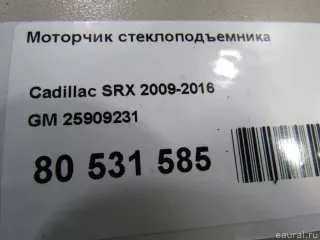 Моторчик стеклоподъемника
Cadillac SRX 2009-2016
GM 25909231
80 531 585
eaural.ru